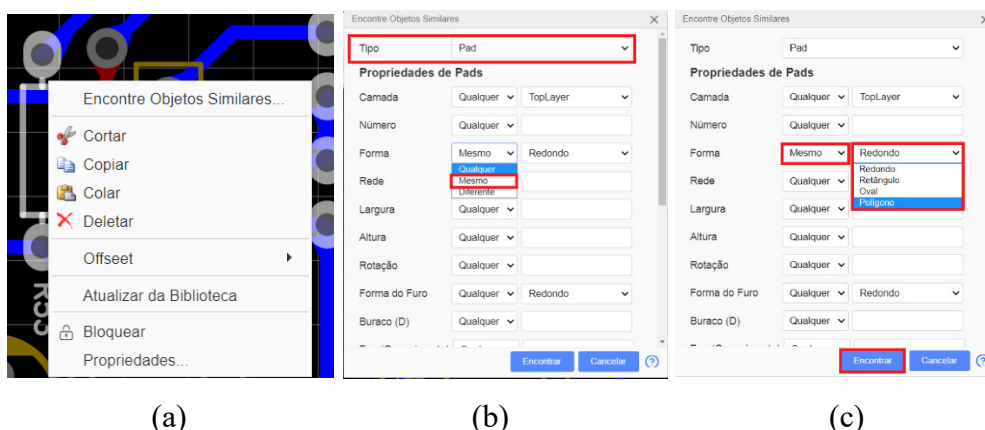 Encontre Objetos Similares...
Cortar
Copiar
Colar
Deletar
Offseet
Atualizar da Biblioteca
Bloquear
Propriedades...
R33
(a)
Encontre Objetos Similares
Tipo Pad
Propriedades de Pads
Camada Qualquer TopLayer
Número Qualquer
Forma Mesmo Redondo
Qualquer
Mesmo
Diferente
Rede
Largura Qualquer
Altura Qualquer
Rotação Qualquer
Forma do Furo Qualquer Redondo
Buraco (D) Qualquer
Encontrar Cancelar ?
(b)
Encontre Objetos Similares
Tipo Pad
Propriedades de Pads
Camada Qualquer TopLayer
Número Qualquer
Forma Mesmo Redondo
Redondo
Retângulo
Oval
Polígono
Rede Qualquer
Largura Qualquer
Altura Qualquer
Rotação Qualquer
Forma do Furo Qualquer Redondo
Buraco (D) Qualquer
Encontrar Cancelar
(c)